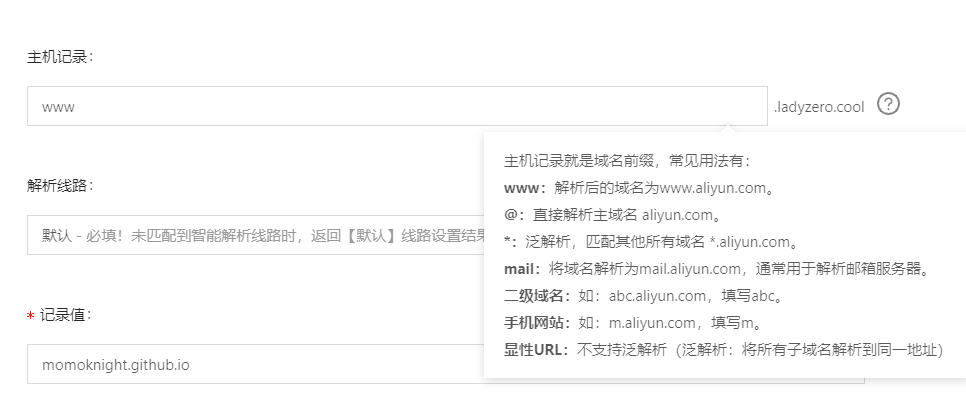 主机记录：
www
.ladyzero.cool
主机记录就是域名前缀，常见用法有：
www：解析后的域名为www.aliyun.com。
@：直接解析主域名 aliyun.com。
*：泛解析，匹配其他所有域名 *.aliyun.com。
mail：将域名解析为mail.aliyun.com，通常用于解析邮箱服务器。
二级域名：如：abc.aliyun.com，填写abc。
手机网站：如：m.aliyun.com，填写m。
显性URL：不支持泛解析（泛解析：将所有子域名解析到同一地址）
解析线路：
默认 - 必填！未匹配到智能解析线路时，返回【默认】线路设置结果
* 记录值：
momoknight.github.io